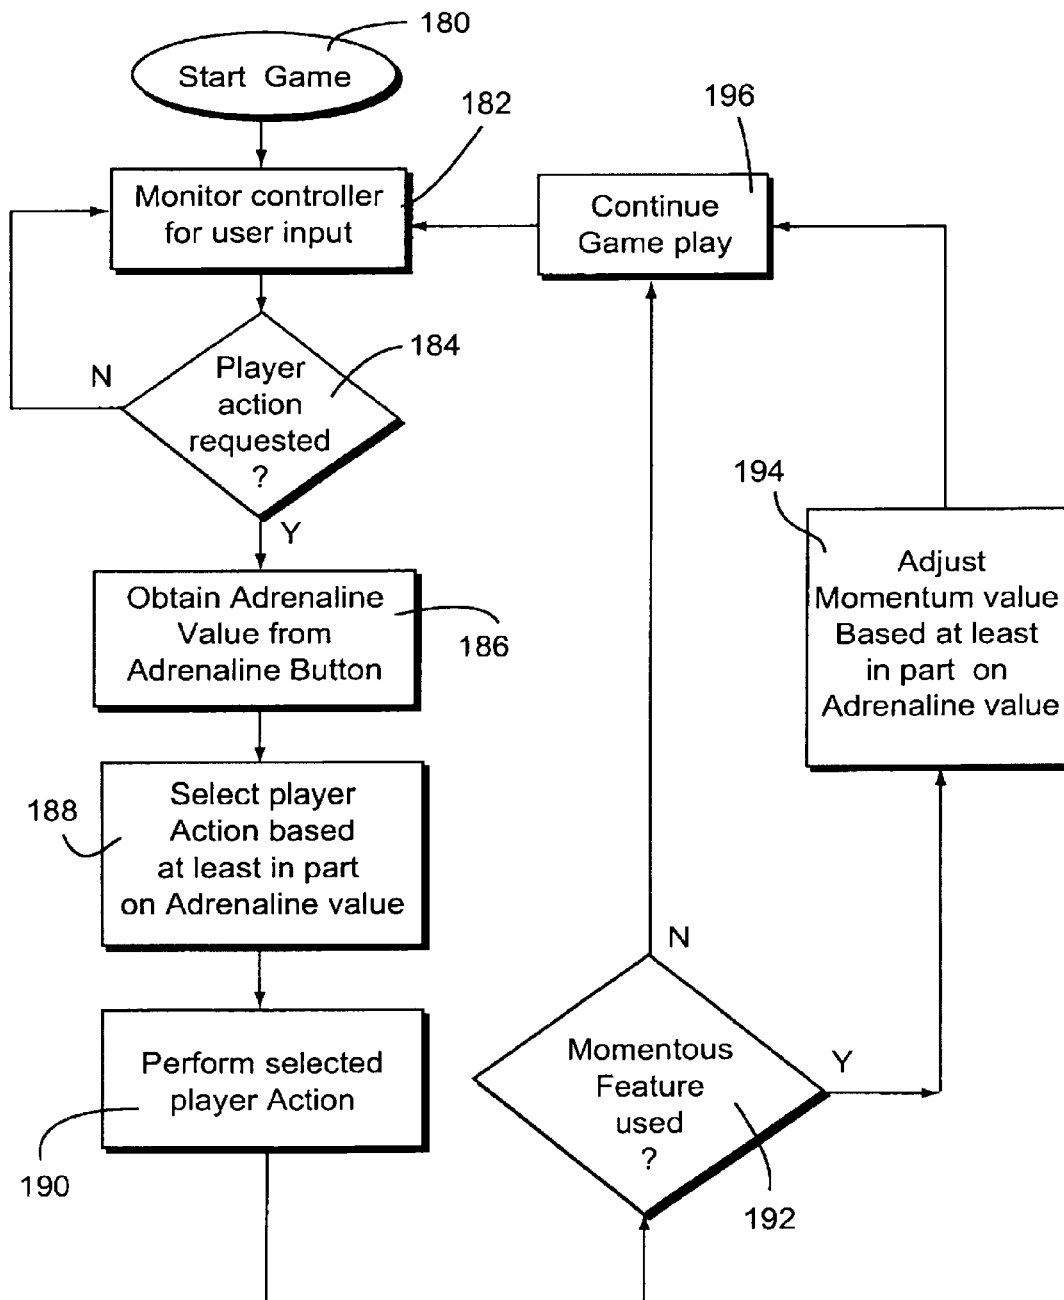 180
Start Game
182
Monitor controller
for user input
184
Player
action
requested
?
N
Y
Obtain Adrenaline
Value from
Adrenaline Button
186
188
Select player
Action based
at least in part
on Adrenaline value
Perform selected
player Action
190
196
Continue
Game play
194
Adjust
Momentum value
Based at least
in part on
Adrenaline value
N
Momentous
Feature
used
?
Y
192